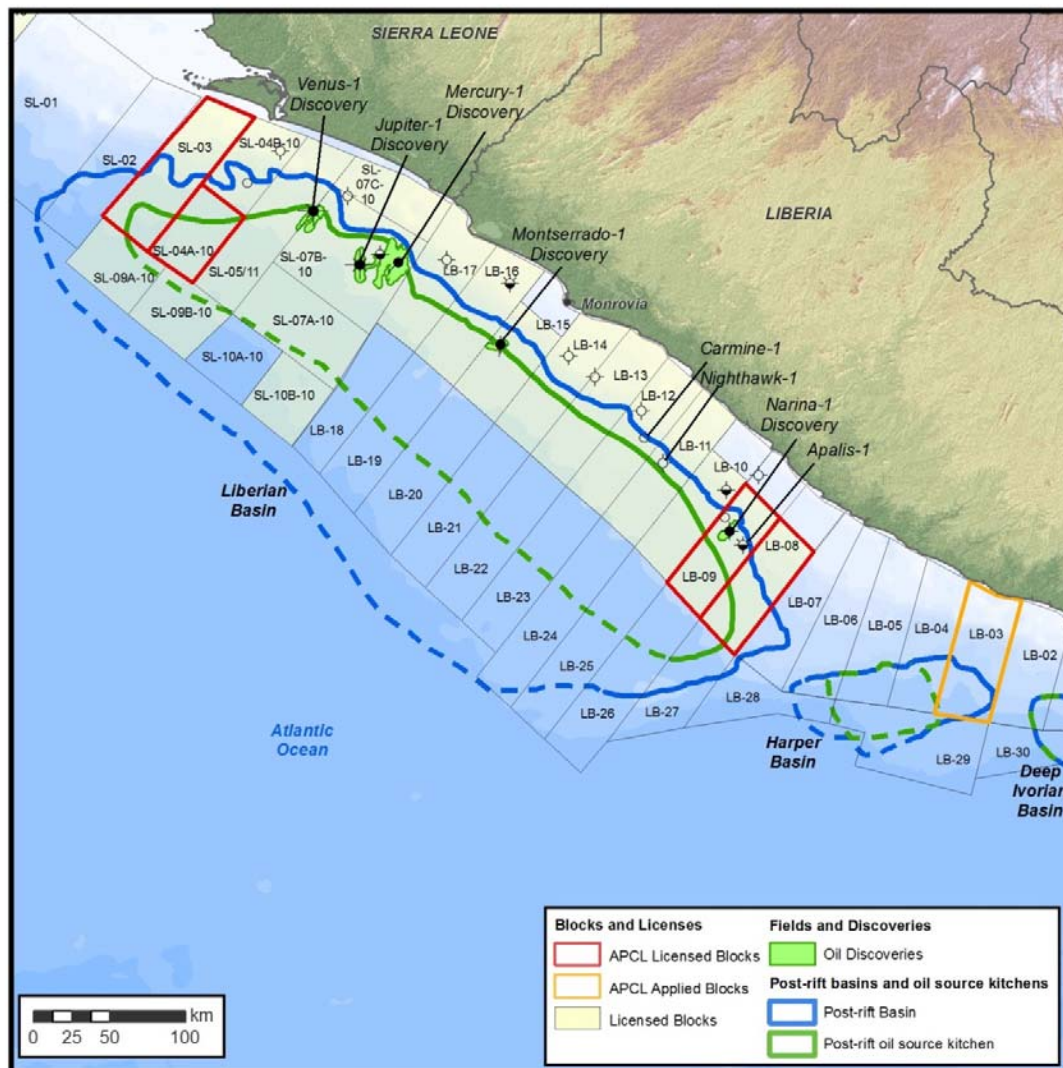 SIERRA LEONE
Venus-1
Discovery
Mercury-1
Discovery
Jupiter-1
Discovery
SL-01
SL-02
SL-03
SL-04B-10
SL-
07C-
10
LIBERIA
Montserrado-1
Discovery
SL-04A-10
SL-05/11
SL-07B-
10
LB-17
LB-16
SL-09A-10
SL-09B-10
SL-07A-10
Monrovia
LB-15
LB-14
Carmine-1
SL-10A-10
LB-13
Nighthawk-1
SL-10B-10
LB-12
Narina-1
Discovery
LB-18
LB-11
Apalis-1
LB-19
LB-10
Liberian
Basin
LB-20
LB-21
LB-08
LB-22
LB-09
LB-23
LB-07
LB-06
LB-05
LB-04
LB-03
LB-02
LB-24
LB-25
LB-26
LB-27
LB-28
Atlantic
Ocean
Harper
Basin
LB-29
LB-30
Deep
Ivorian
Basin
Blocks and Licenses
APCL Licensed Blocks
APCL Applied Blocks
Licensed Blocks
Fields and Discoveries
Oil Discoveries
Post-rift basins and oil source kitchens
Post-rift Basin
Post-rift oil source kitchen
km
0 25 50 100